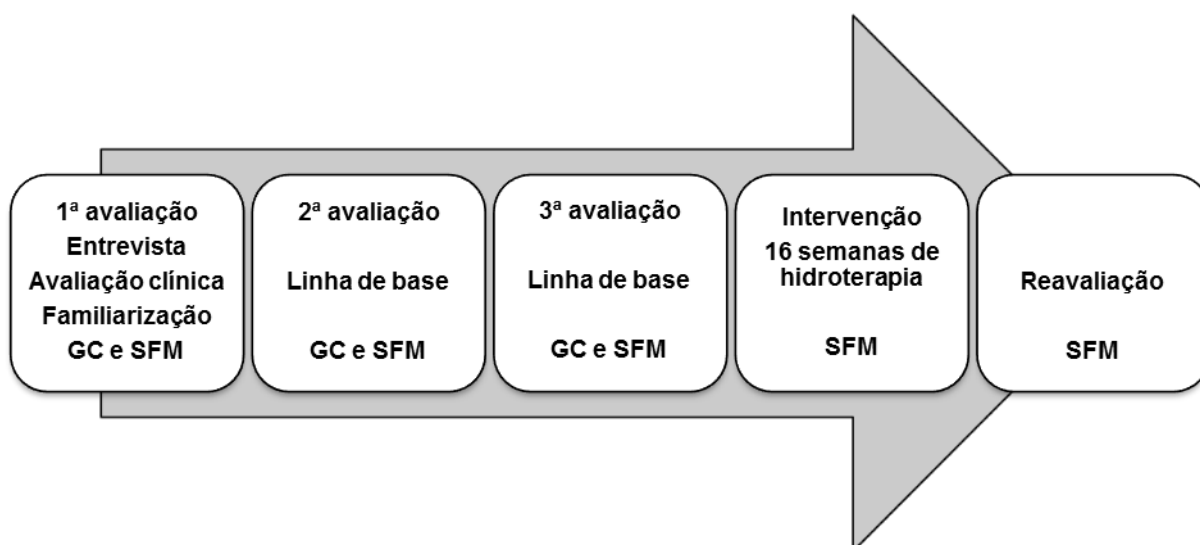 1ª avaliação
Entrevista
Avaliação clínica
Familiarização
GC e SFM
2ª avaliação
Linha de base
GC e SFM
3ª avaliação
Linha de base
GC e SFM
Intervenção
16 semanas de
hidroterapia
SFM
Reavaliação
SFM